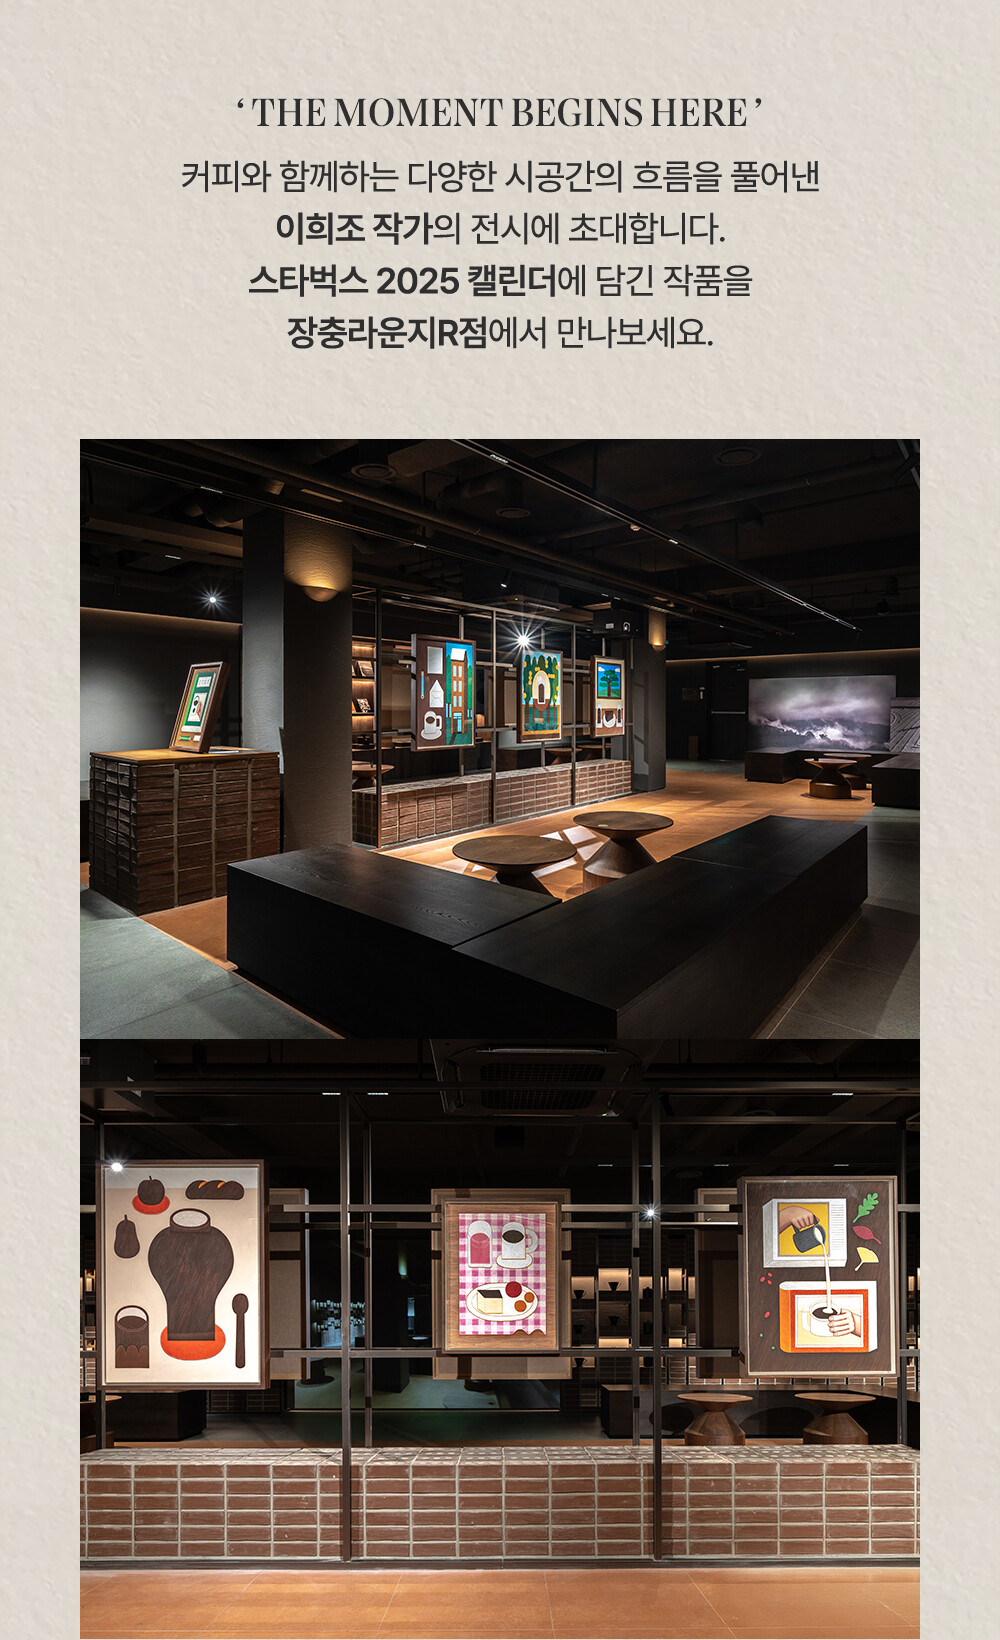 ‘ THE MOMENT BEGINS HERE ’
커피와 함께하는 다양한 시공간의 흐름을 풀어낸
이희조 작가의 전시에 초대합니다.
스타벅스 2025 캘린더에 담긴 작품을
장충라운지R점에서 만나보세요.